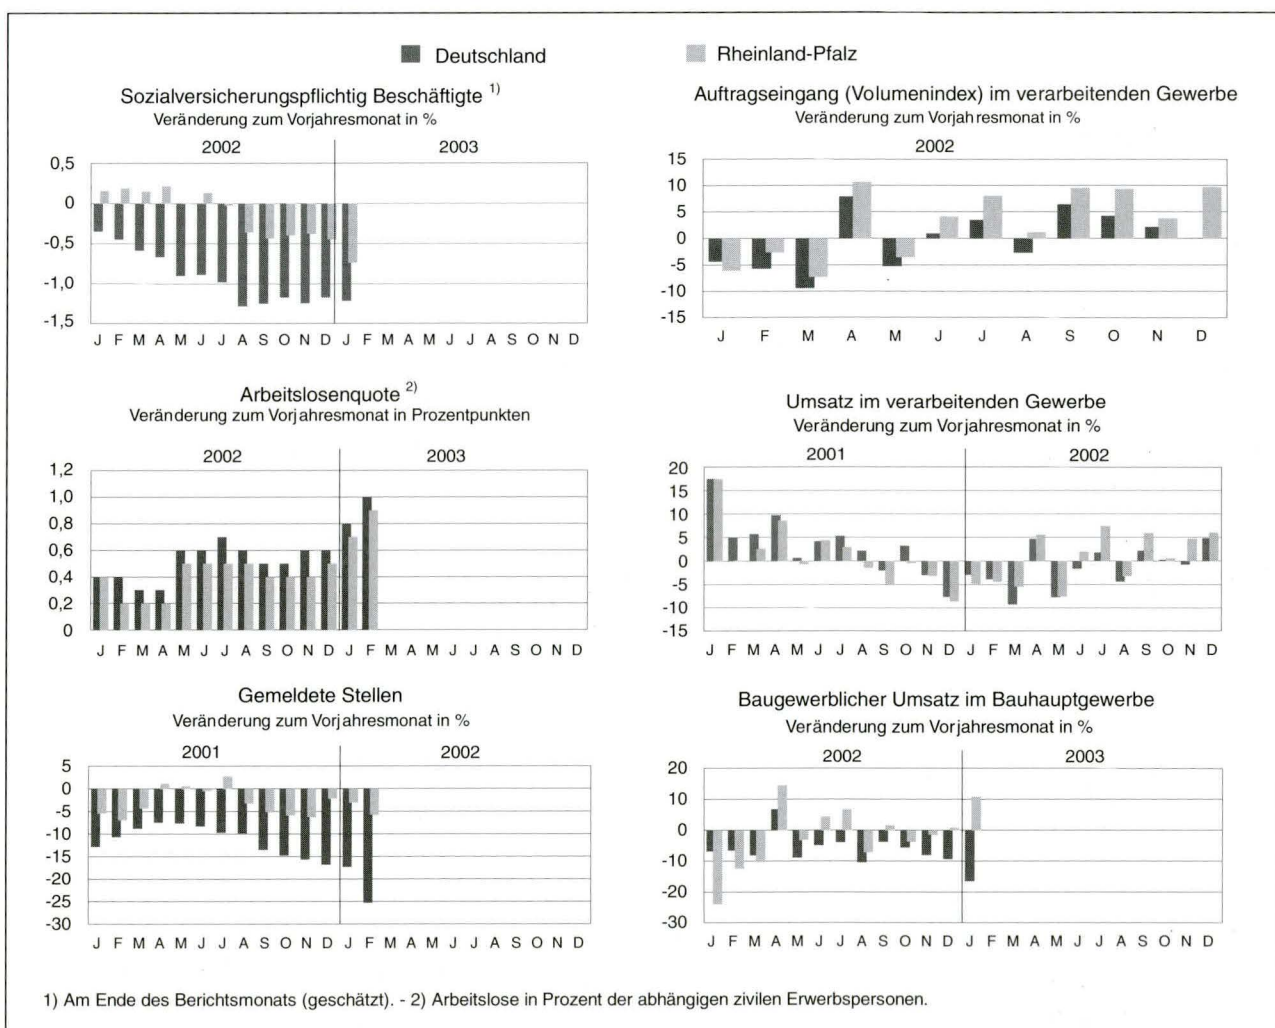 Deutschland
Rheinland-Pfalz
Sozialversicherungspflichtig Beschäftigte 1)
Veränderung zum Vorjahresmonat in %
2002 2003
0,5
0
-0,5
-1,0
-1,5
J F M A M J J A S O N D J F M A M J J A S O N D
Auftragseingang (Volumenindex) im verarbeitenden Gewerbe
Veränderung zum Vorjahresmonat in %
2002
15
10
5
0
-5
-10
-15
J F M A M J J A S O N D
Arbeitslosenquote 2)
Veränderung zum Vorjahresmonat in Prozentpunkten
2002 2003
1,2
1,0
0,8
0,6
0,4
0,2
0
J F M A M J J A S O N D J F M A M J J A S O N D
Umsatz im verarbeitenden Gewerbe
Veränderung zum Vorjahresmonat in %
2001 2002
20
15
10
5
0
-5
-10
-15
J F M A M J J A S O N D J F M A M J J A S O N D
Gemeldete Stellen
Veränderung zum Vorjahresmonat in %
2001 2002
5
0
-5
-10
-15
-20
-25
-30
J F M A M J J A S O N D J F M A M J J A S O N D
Baugewerblicher Umsatz im Bauhauptgewerbe
Veränderung zum Vorjahresmonat in %
2002 2003
20
10
0
-10
-20
-30
J F M A M J J A S O N D J F M A M J J A S O N D
1) Am Ende des Berichtsmonats (geschätzt). - 2) Arbeitslose in Prozent der abhängigen zivilen Erwerbspersonen.